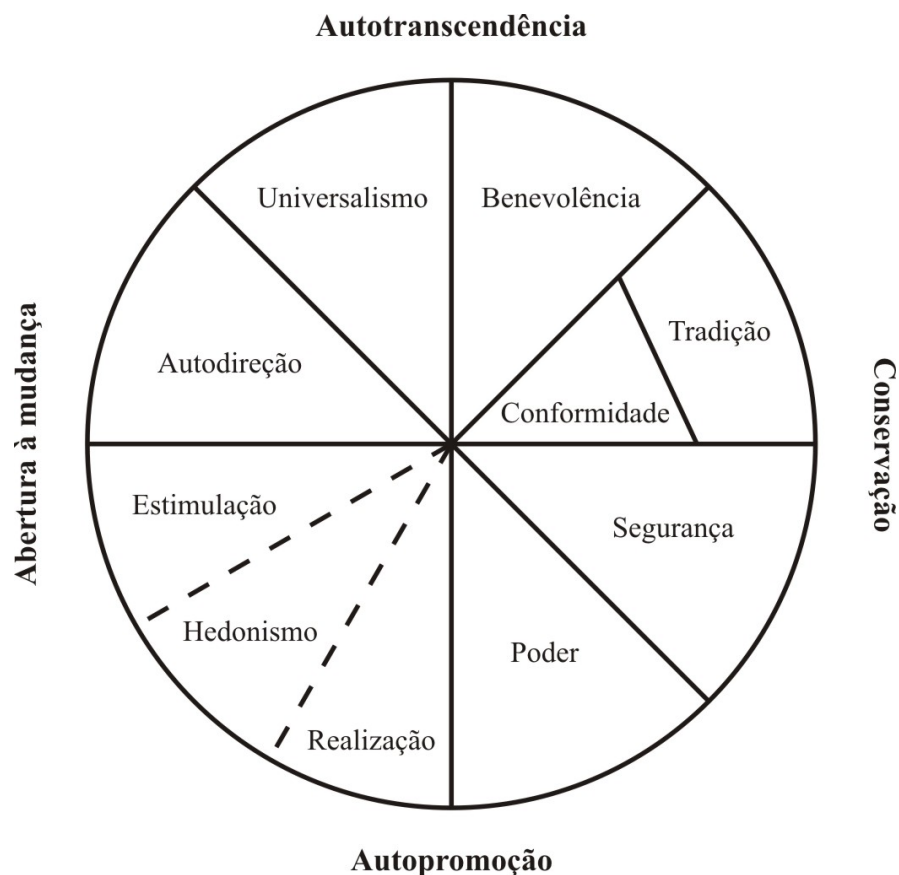 Autotranscendência
Universalismo
Benevolência
Autodireção
Tradição
Conformidade
Abertura à mudança
Conservação
Estimulação
Segurança
Hedonismo
Poder
Realização
Autopromoção